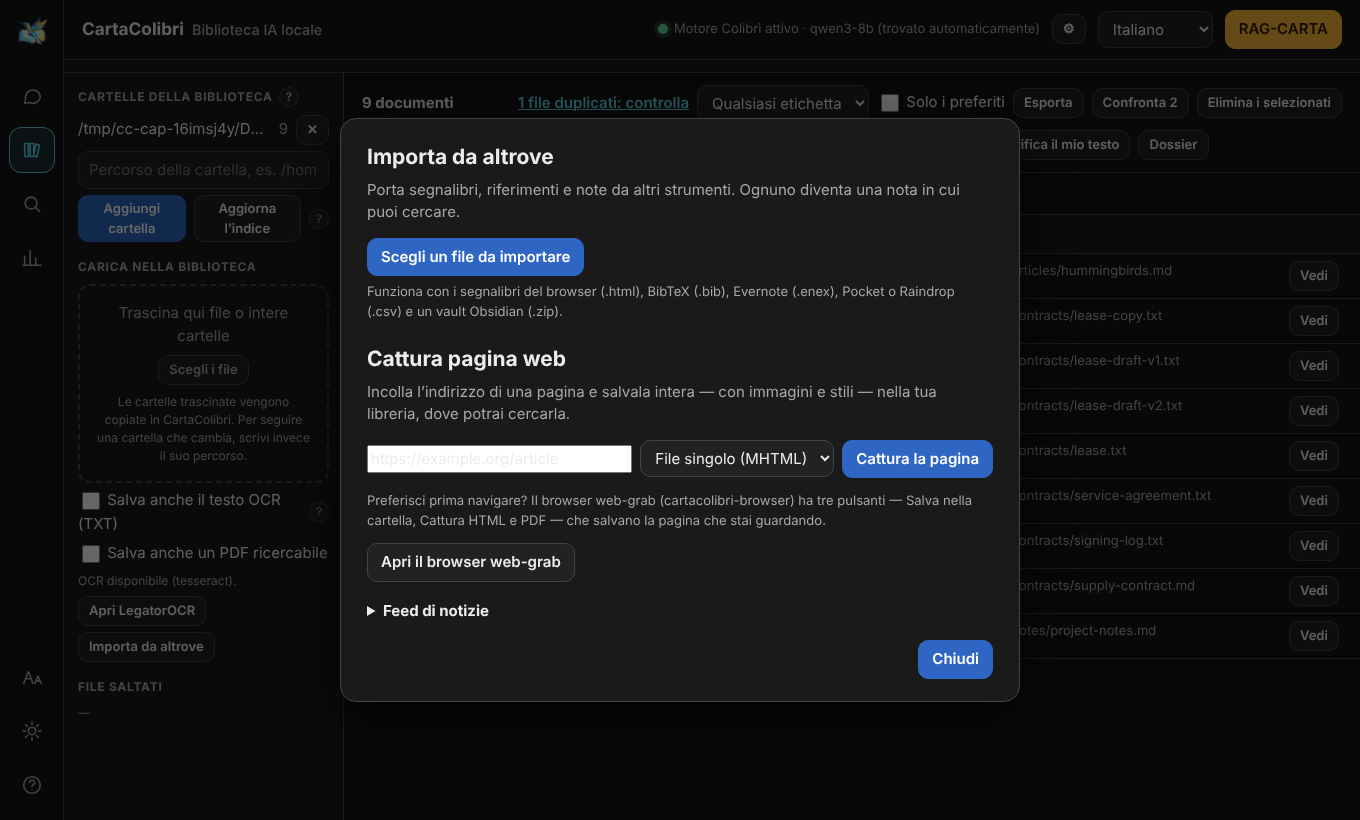 CartaColibri Biblioteca IA locale
Motore Colibrì attivo · qwen3-8b (trovato automaticamente)
Italiano
RAG-CARTA
CARTELLE DELLA BIBLIOTECA ?
/tmp/cc-cap-16imsj4y/D… 9 ✕
Percorso della cartella, es. /hom
Aggiungi cartella
Aggiorna l'indice
?
CARICA NELLA BIBLIOTECA
Trascina qui file o intere
cartelle
Scegli i file
Le cartelle trascinate vengono
copiate in CartaColibri. Per seguire
una cartella che cambia, scrivi invece
il suo percorso.
Salva anche il testo OCR
(TXT)
?
Salva anche un PDF ricercabile
OCR disponibile (tesseract).
Apri LegatorOCR
Importa da altrove
FILE SALTATI
—
9 documenti
1 file duplicati: controlla
Qualsiasi etichetta
Solo i preferiti
Esporta
Confronta 2
Elimina i selezionati
ifica il mio testo
Dossier
rticles/hummingbirds.md Vedi
ontracts/lease-copy.txt Vedi
ontracts/lease-draft-v1.txt Vedi
ontracts/lease-draft-v2.txt Vedi
ontracts/lease.txt Vedi
ontracts/service-agreement.txt Vedi
ontracts/signing-log.txt Vedi
ontracts/supply-contract.md Vedi
otes/project-notes.md Vedi
Importa da altrove
Porta segnalibri, riferimenti e note da altri strumenti. Ognuno diventa una nota in cui
puoi cercare.
Scegli un file da importare
Funziona con i segnalibri del browser (.html), BibTeX (.bib), Evernote (.enex), Pocket o Raindrop
(.csv) e un vault Obsidian (.zip).
Cattura pagina web
Incolla l'indirizzo di una pagina e salvala intera — con immagini e stili — nella tua
libreria, dove potrai cercarla.
https://example.org/article
File singolo (MHTML)
Cattura la pagina
Preferisci prima navigare? Il browser web-grab (cartacolibri-browser) ha tre pulsanti — Salva nella
cartella, Cattura HTML e PDF — che salvano la pagina che stai guardando.
Apri il browser web-grab
Feed di notizie
Chiudi
AA
?